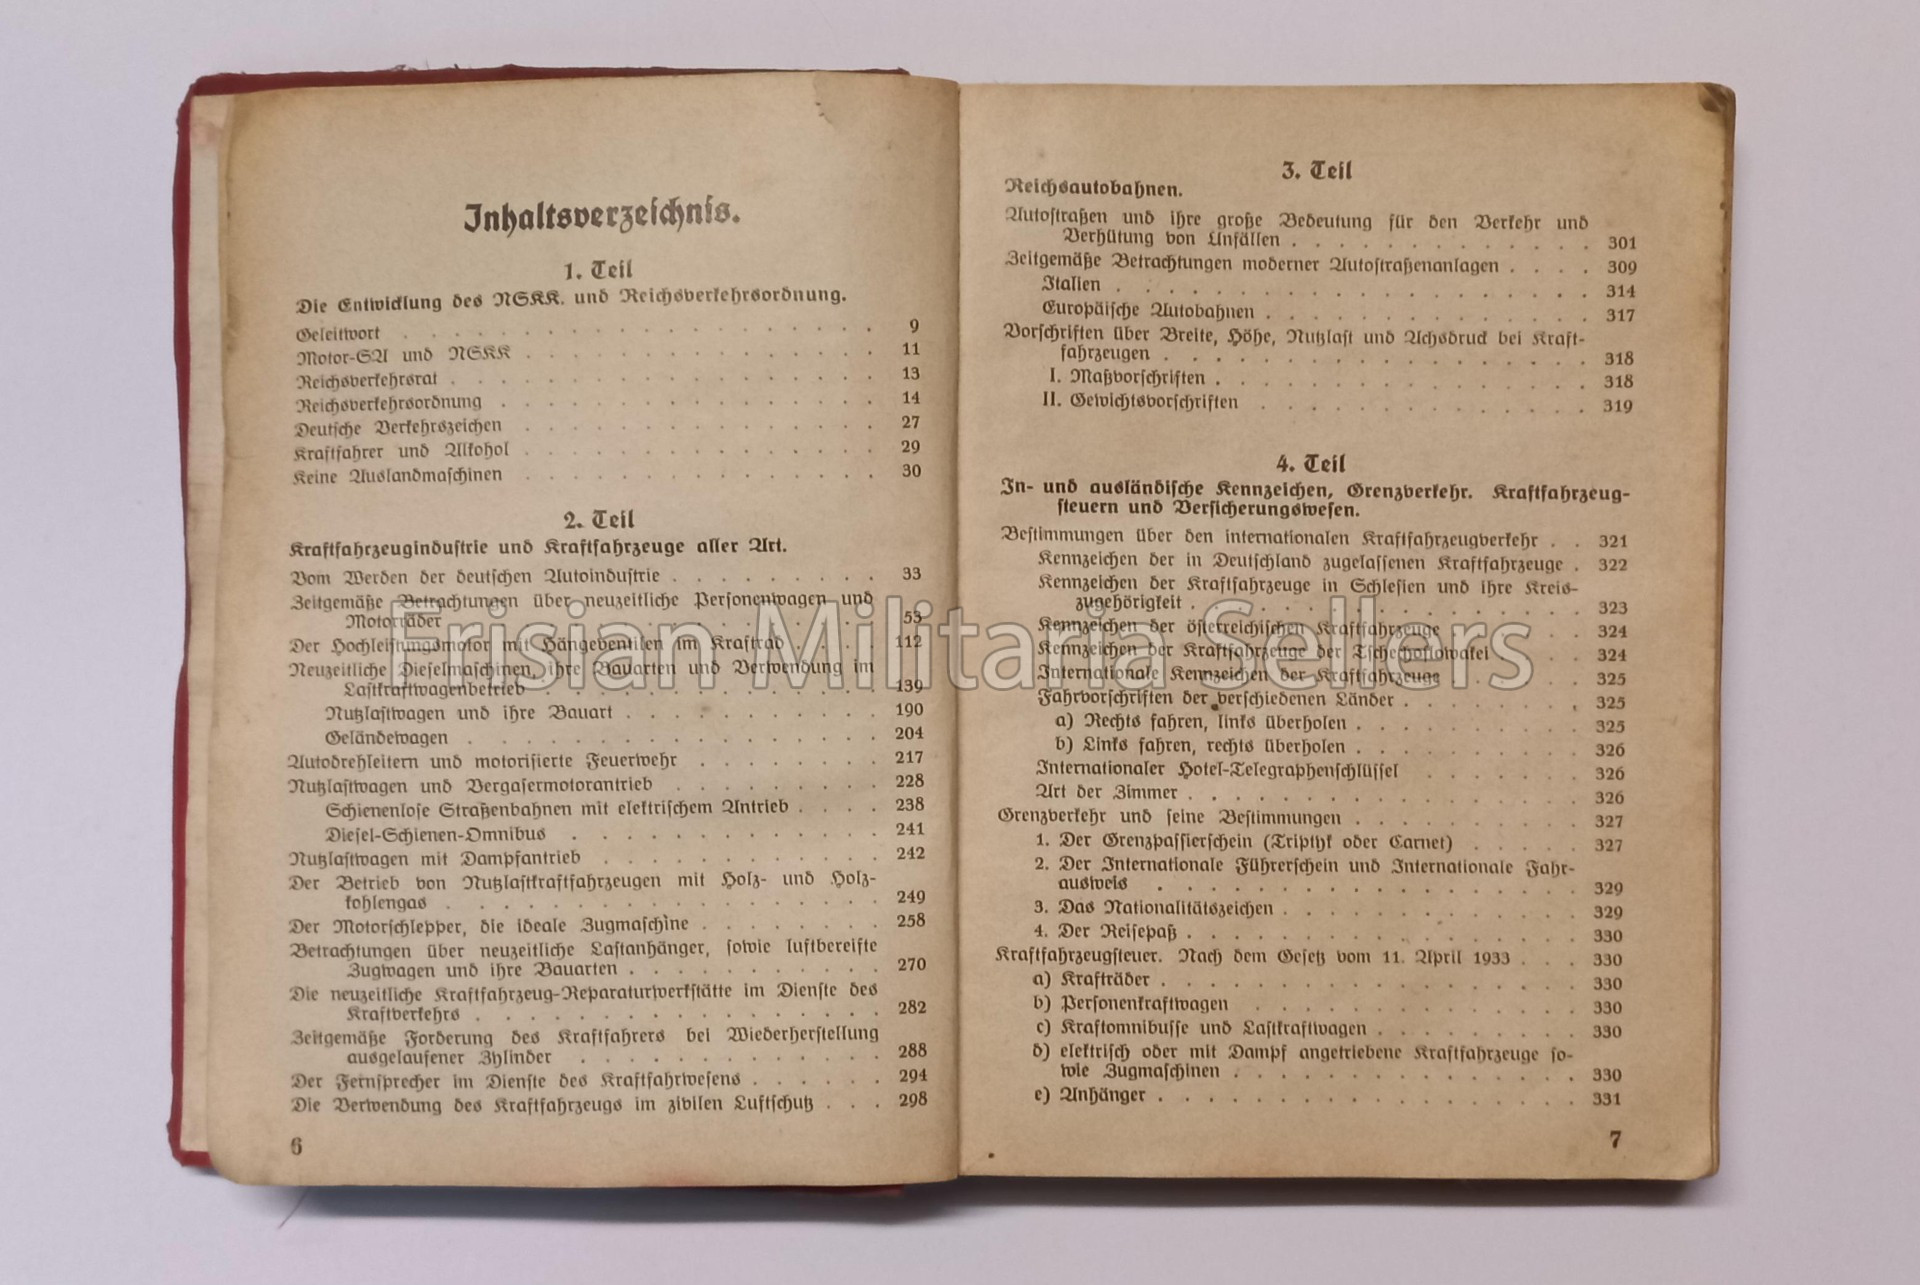 Inhaltsverzeichnis.
1. Teil
Die Entwicklung des NSKK. und Reichsverkehrsordnung.
Geleitwort . . . . . . . . . . . . . . . . . . 9
Motor-SA und NSKK . . . . . . . . . . . . . 11
Reichsverkehrsrat . . . . . . . . . . . . . . . . 13
Reichsverkehrsordnung . . . . . . . . . . . . . . 14
Deutsche Verkehrszeichen . . . . . . . . . . . . . 27
Kraftfahrer und Alkohol . . . . . . . . . . . . . 29
Keine Auslandmaschinen . . . . . . . . . . . . . 30
2. Teil
Kraftfahrzeugindustrie und Kraftfahrzeuge aller Art.
Vom Werden der deutschen Autoindustrie . . . . . . . . 33
Zeitgemäße Betrachtungen über neuzeitliche Personenwagen und
Motorräder . . . . . . . . . . . . . . . . 53
Der Hochleistungsmotor mit Hängeventilen im Kraftrad . . . 112
Neuzeitliche Dieselmaschinen, ihre Bauarten und Verwendung im
Lastkraftwagenbetrieb . . . . . . . . . . . . . 139
Nutzlastwagen und ihre Bauart . . . . . . . . . . 190
Geländewagen . . . . . . . . . . . . . . . . 204
Autodrehleitern und motorisierte Feuerwehr . . . . . . . 217
Nutzlastwagen und Vergasermotorantrieb . . . . . . . . 228
Schienenlose Straßenbahnen mit elektrischem Antrieb . . . . 238
Diesel-Schienen-Omnibus . . . . . . . . . . . . 241
Nutzlastwagen mit Dampfantrieb . . . . . . . . . . . 242
Der Betrieb von Nutzlastkraftfahrzeugen mit Holz- und Holz-
kohlengas . . . . . . . . . . . . . . . . 249
Der Motorschlepper, die ideale Zugmaschine . . . . . . . 258
Betrachtungen über neuzeitliche Lastanhänger, sowie luftbereifte
Zugwagen und ihre Bauarten . . . . . . . . . . 270
Die neuzeitliche Kraftfahrzeug-Reparaturwerkstätte im Dienste des
Kraftverkehrs . . . . . . . . . . . . . . . 282
Zeitgemäße Forderung des Kraftfahrers bei Wiederherstellung
ausgelaufener Zylinder . . . . . . . . . . . . 288
Der Fernsprecher im Dienste des Kraftfahrwesens . . . . . . 294
Die Verwendung des Kraftfahrzeugs im zivilen Luftschutz . . . 298
6
3. Teil
Reichsautobahnen.
Autostraßen und ihre große Bedeutung für den Verkehr und
Verhütung von Unfällen . . . . . . . . . . . . . 301
Zeitgemäße Betrachtungen moderner Autostraßenanlagen . . . . 309
Italien . . . . . . . . . . . . . . . . . . . 314
Europäische Autobahnen . . . . . . . . . . . . . 317
Vorschriften über Breite, Höhe, Nutzlast und Achsdruck bei Kraft-
fahrzeugen . . . . . . . . . . . . . . . . . 318
I. Maßvorschriften . . . . . . . . . . . . . . . 318
II. Gewichtsvorschriften . . . . . . . . . . . . . 319
4. Teil
In- und ausländische Kennzeichen, Grenzverkehr. Kraftfahrzeug-
steuern und Versicherungswesen.
Bestimmungen über den internationalen Kraftfahrzeugverkehr . . 321
Kennzeichen der in Deutschland zugelassenen Kraftfahrzeuge . 322
Kennzeichen der Kraftfahrzeuge in Schlesien und ihre Kreis-
zugehörigkeit . . . . . . . . . . . . . . . . 323
Kennzeichen der österreichischen Kraftfahrzeuge . . . . . 324
Kennzeichen der Kraftfahrzeuge der Tschechoslowakei . . . 324
Internationale Kennzeichen der Kraftfahrzeuge . . . . . 325
Fahrvorschriften der verschiedenen Länder . . . . . . . 325
a) Rechts fahren, links überholen . . . . . . . . . 325
b) Links fahren, rechts überholen . . . . . . . . . 326
Internationaler Hotel-Telegraphenschlüssel . . . . . . . 326
Art der Zimmer . . . . . . . . . . . . . . . . 326
Grenzverkehr und seine Bestimmungen . . . . . . . . . 327
1. Der Grenzpassierschein (Triptyk oder Carnet) . . . . . 327
2. Der Internationale Führerschein und Internationale Fahr-
ausweis . . . . . . . . . . . . . . . . . 329
3. Das Nationalitätszeichen . . . . . . . . . . . . 329
4. Der Reisepaß . . . . . . . . . . . . . . . . 330
Kraftfahrzeugsteuer. Nach dem Gesetz vom 11. April 1933 . . . 330
a) Krafträder . . . . . . . . . . . . . . . . . 330
b) Personenkraftwagen . . . . . . . . . . . . . 330
c) Kraftomnibusse und Lastkraftwagen . . . . . . . . 330
d) elektrisch oder mit Dampf angetriebene Kraftfahrzeuge so-
wie Zugmaschinen . . . . . . . . . . . . . . 330
e) Anhänger . . . . . . . . . . . . . . . . . 331
7
Frisian Militaria Sellers